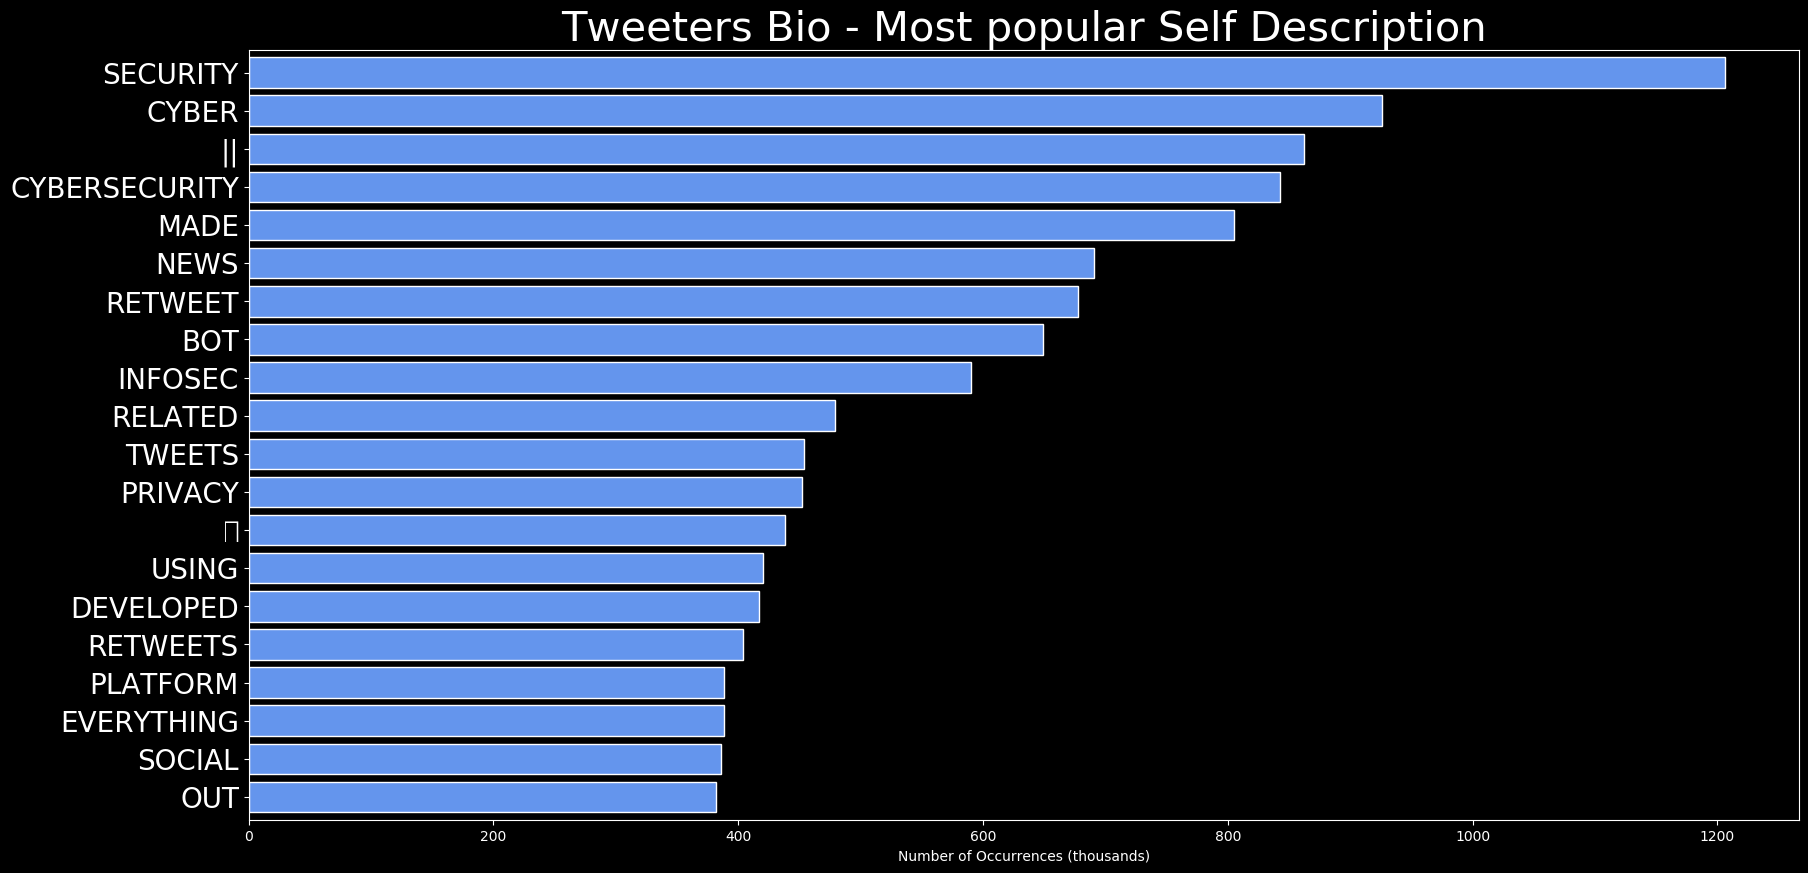 Tweeters Bio - Most popular Self Description
SECURITY
CYBER
||
CYBERSECURITY
MADE
NEWS
RETWEET
BOT
INFOSEC
RELATED
TWEETS
PRIVACY
USING
DEVELOPED
RETWEETS
PLATFORM
EVERYTHING
SOCIAL
OUT
0 200 400 600 800 1000 1200
Number of Occurrences (thousands)